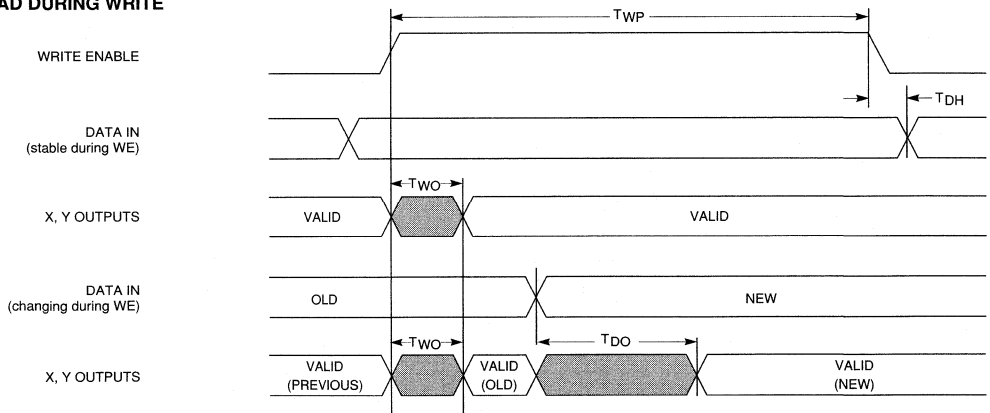 AD DURING WRITE
TWP
WRITE ENABLE
TDH
DATA IN
(stable during WE)
TWO
X, Y OUTPUTS
VALID
VALID
DATA IN
(changing during WE)
OLD
NEW
TWO
TDO
X, Y OUTPUTS
VALID
(PREVIOUS)
VALID
(OLD)
VALID
(NEW)